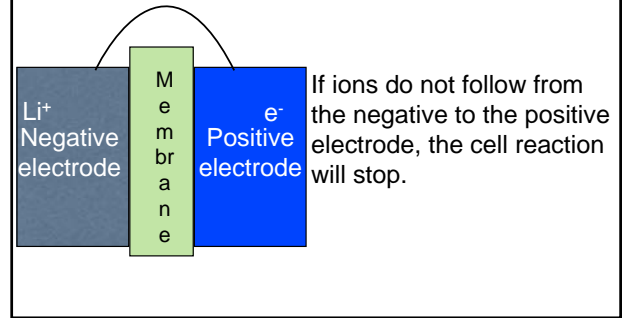 Li⁺
Negative
electrode
M
e
m
br
a
n
e
e⁻
Positive
electrode
If ions do not follow from
the negative to the positive
electrode, the cell reaction
will stop.